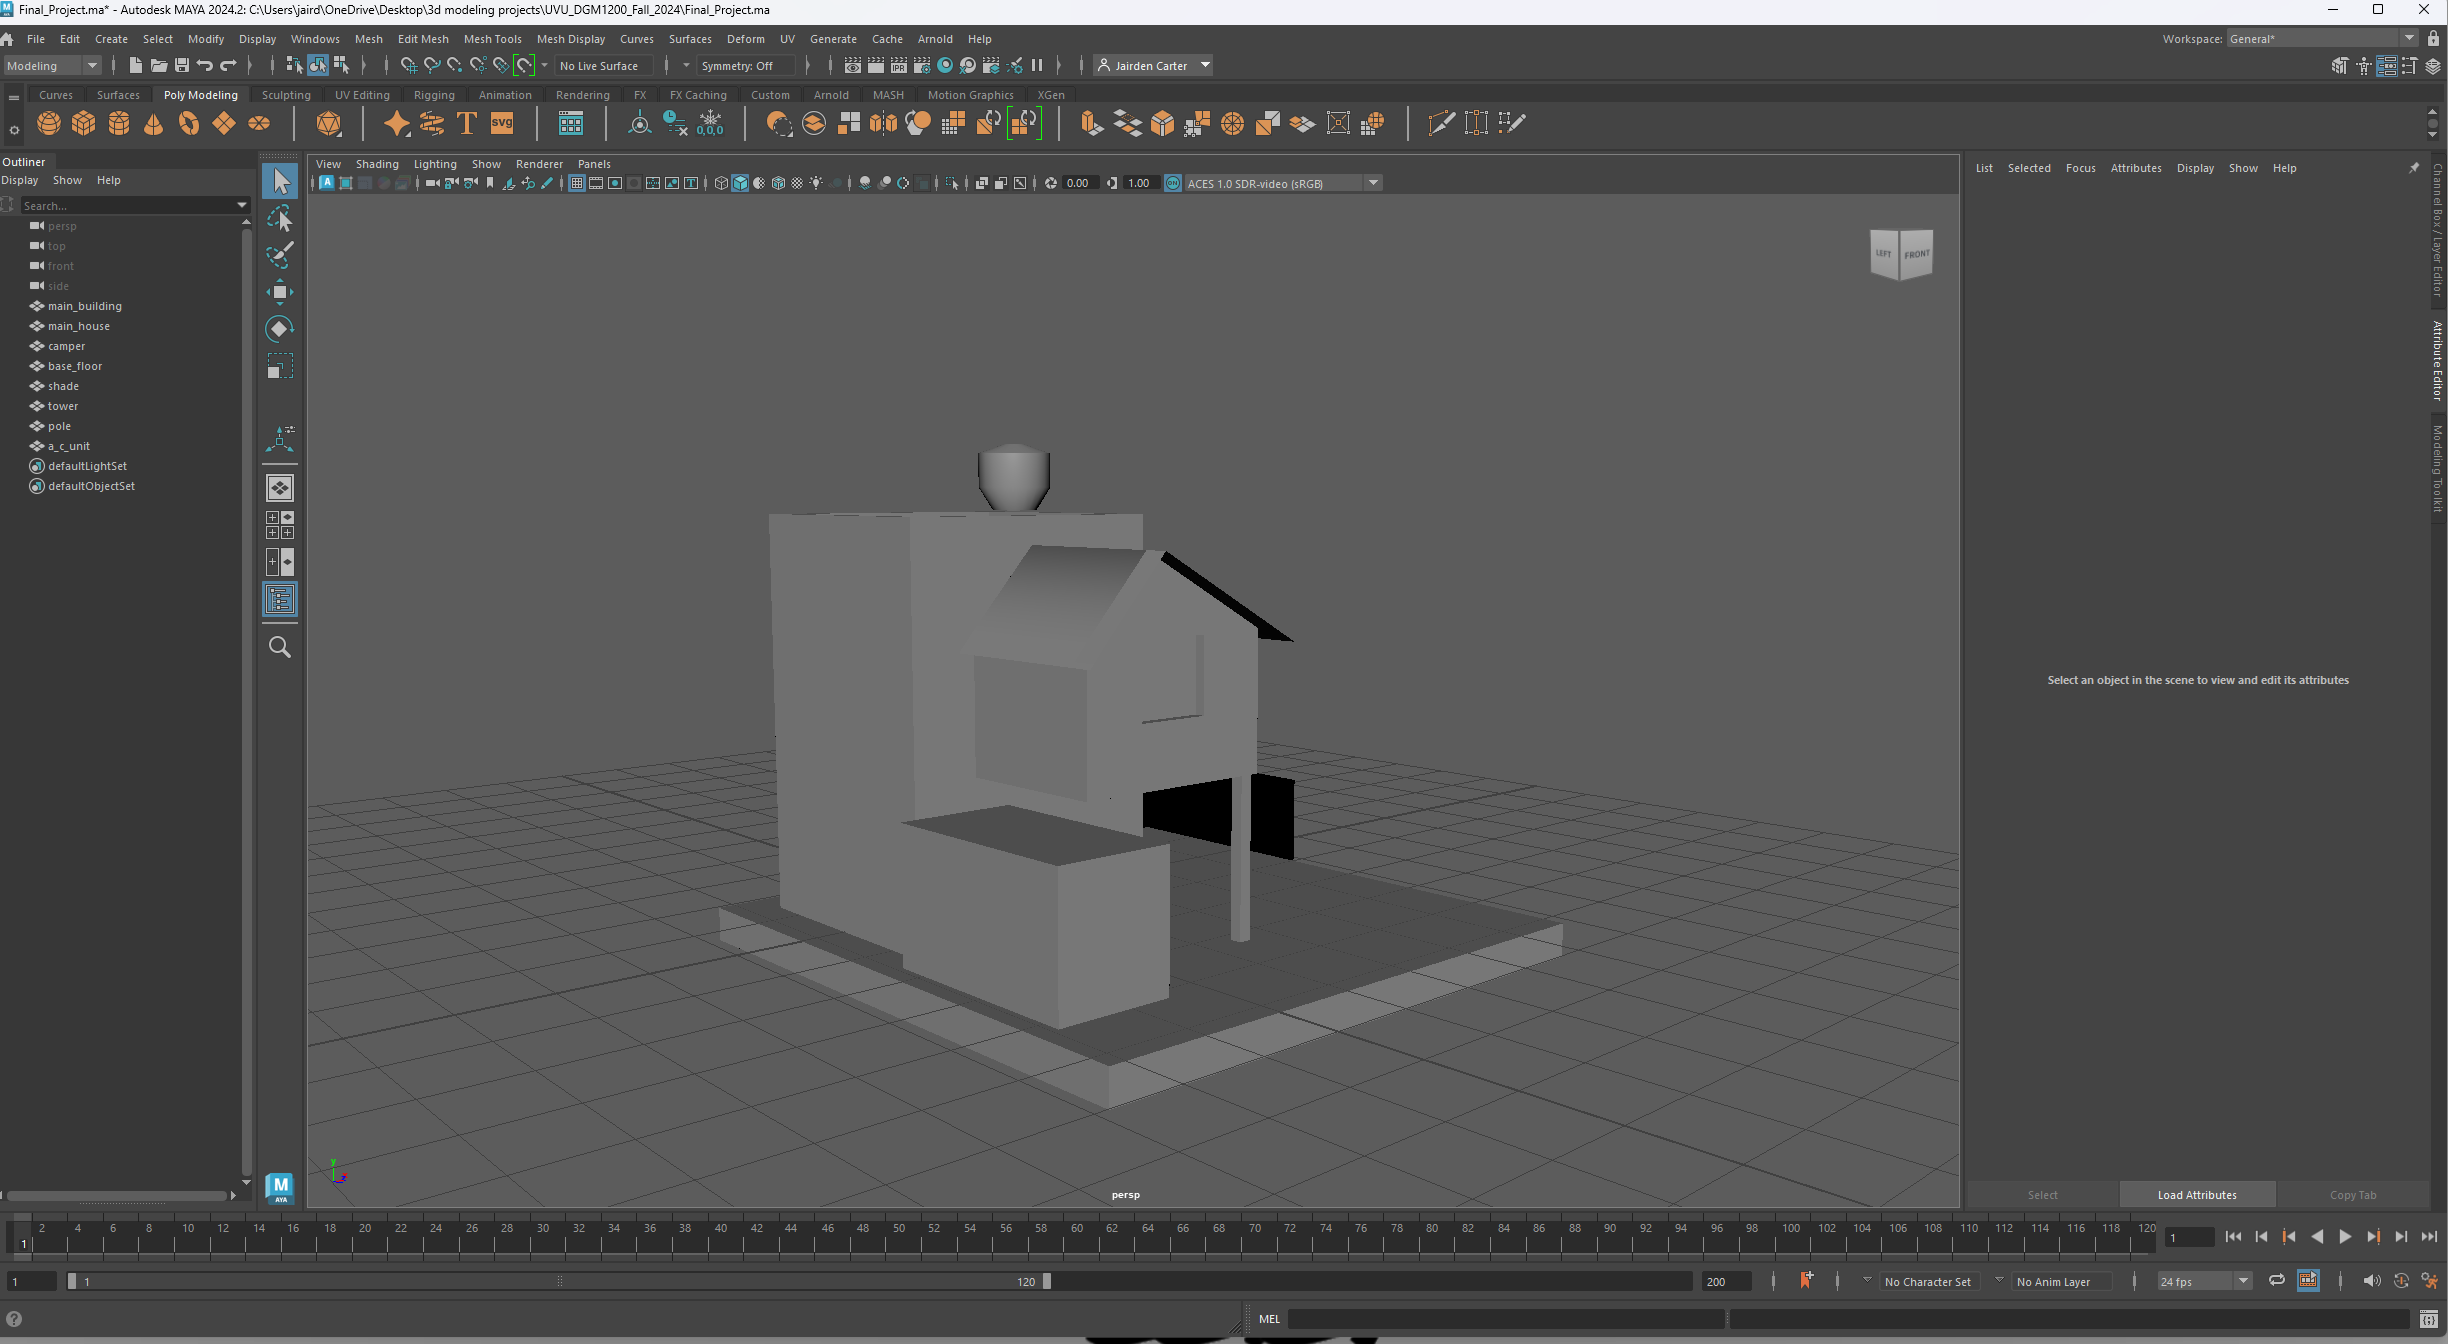 Final_Project.ma* - Autodesk MAYA 2024.2: C:\Users\jaird\OneDrive\Desktop\3d modeling projects\UVU_DGM1200_Fall_2024\Final_Project.ma
File Edit Create Select Modify Display Windows Mesh Edit Mesh Mesh Tools Mesh Display Curves Surfaces Deform UV Generate Cache Arnold Help
Workspace: General*
Modeling No Live Surface Symmetry: Off IPR Jairden Carter
Curves Surfaces Poly Modeling Sculpting UV Editing Rigging Animation Rendering FX FX Caching Custom Arnold MASH Motion Graphics XGen
T svg 0,0,0
Outliner
Display Show Help
Search...
persp
top
front
side
main_building
main_house
camper
base_floor
shade
tower
pole
a_c_unit
defaultLightSet
defaultObjectSet
View Shading Lighting Show Renderer Panels
0.00 1.00 ON ACES 1.0 SDR-video (sRGB)
LEFT FRONT
y
z
persp
M
AYA
List Selected Focus Attributes Display Show Help
Select an object in the scene to view and edit its attributes
Select Load Attributes Copy Tab
Channel Box / Layer Editor
Attribute Editor
Modeling Toolkit
2 4 6 8 10 12 14 16 18 20 22 24 26 28 30 32 34 36 38 40 42 44 46 48 50 52 54 56 58 60 62 64 66 68 70 72 74 76 78 80 82 84 86 88 90 92 94 96 98 100 102 104 106 108 110 112 114 116 118 120
1
1
1 1 120 200 No Character Set No Anim Layer 24 fps
MEL